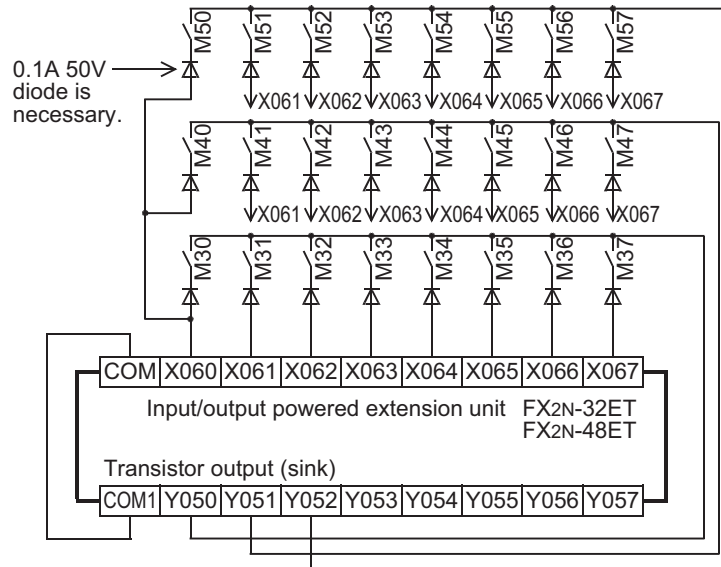 M50 M51 M52 M53 M54 M55 M56 M57
0.1A 50V
diode is
necessary.
X061 X062 X063 X064 X065 X066 X067
M40 M41 M42 M43 M44 M45 M46 M47
X061 X062 X063 X064 X065 X066 X067
M30 M31 M32 M33 M34 M35 M36 M37
COM X060 X061 X062 X063 X064 X065 X066 X067
Input/output powered extension unit FX2N-32ET
FX2N-48ET
Transistor output (sink)
COM1 Y050 Y051 Y052 Y053 Y054 Y055 Y056 Y057